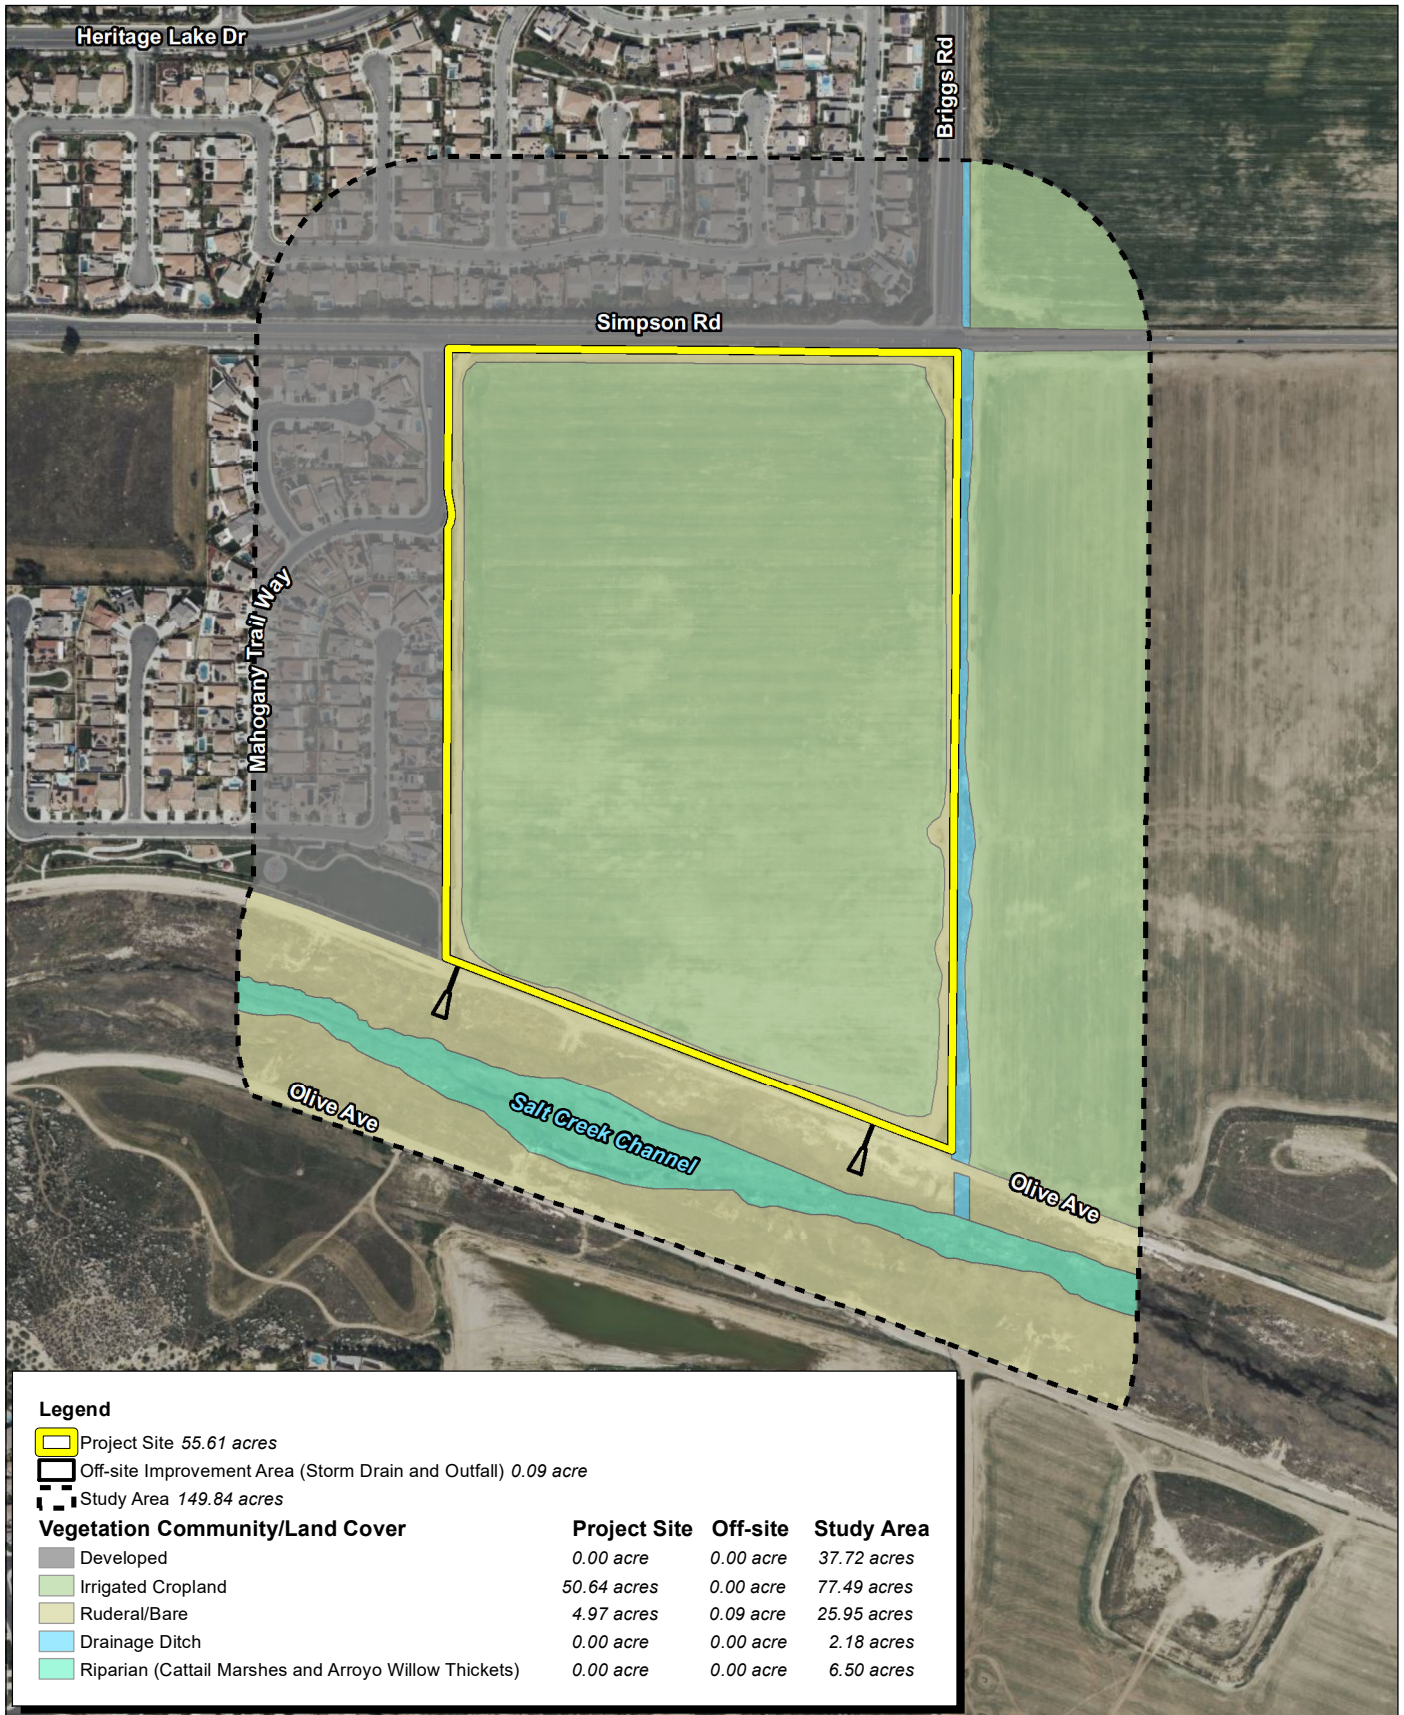 Heritage Lake Dr
Briggs Rd
Simpson Rd
Mahogany Trail Way
Olive Ave
Salt Creek Channel
Olive Ave
Legend
Project Site 55.61 acres
Off-site Improvement Area (Storm Drain and Outfall) 0.09 acre
Study Area 149.84 acres
Vegetation Community/Land Cover Project Site Off-site Study Area
Developed 0.00 acre 0.00 acre 37.72 acres
Irrigated Cropland 50.64 acres 0.00 acre 77.49 acres
Ruderal/Bare 4.97 acres 0.09 acre 25.95 acres
Drainage Ditch 0.00 acre 0.00 acre 2.18 acres
Riparian (Cattail Marshes and Arroyo Willow Thickets) 0.00 acre 0.00 acre 6.50 acres